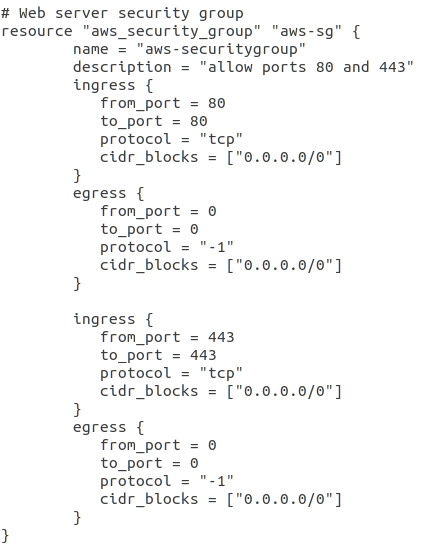 # Web server security group
resource "aws_security_group" "aws-sg" {
        name = "aws-securitygroup"
        description = "allow ports 80 and 443"
        ingress {
           from_port = 80
           to_port = 80
           protocol = "tcp"
           cidr_blocks = ["0.0.0.0/0"]
        }
        egress {
           from_port = 0
           to_port = 0
           protocol = "-1"
           cidr_blocks = ["0.0.0.0/0"]
        }

        ingress {
           from_port = 443
           to_port = 443
           protocol = "tcp"
           cidr_blocks = ["0.0.0.0/0"]
        }
        egress {
           from_port = 0
           to_port = 0
           protocol = "-1"
           cidr_blocks = ["0.0.0.0/0"]
        }
}